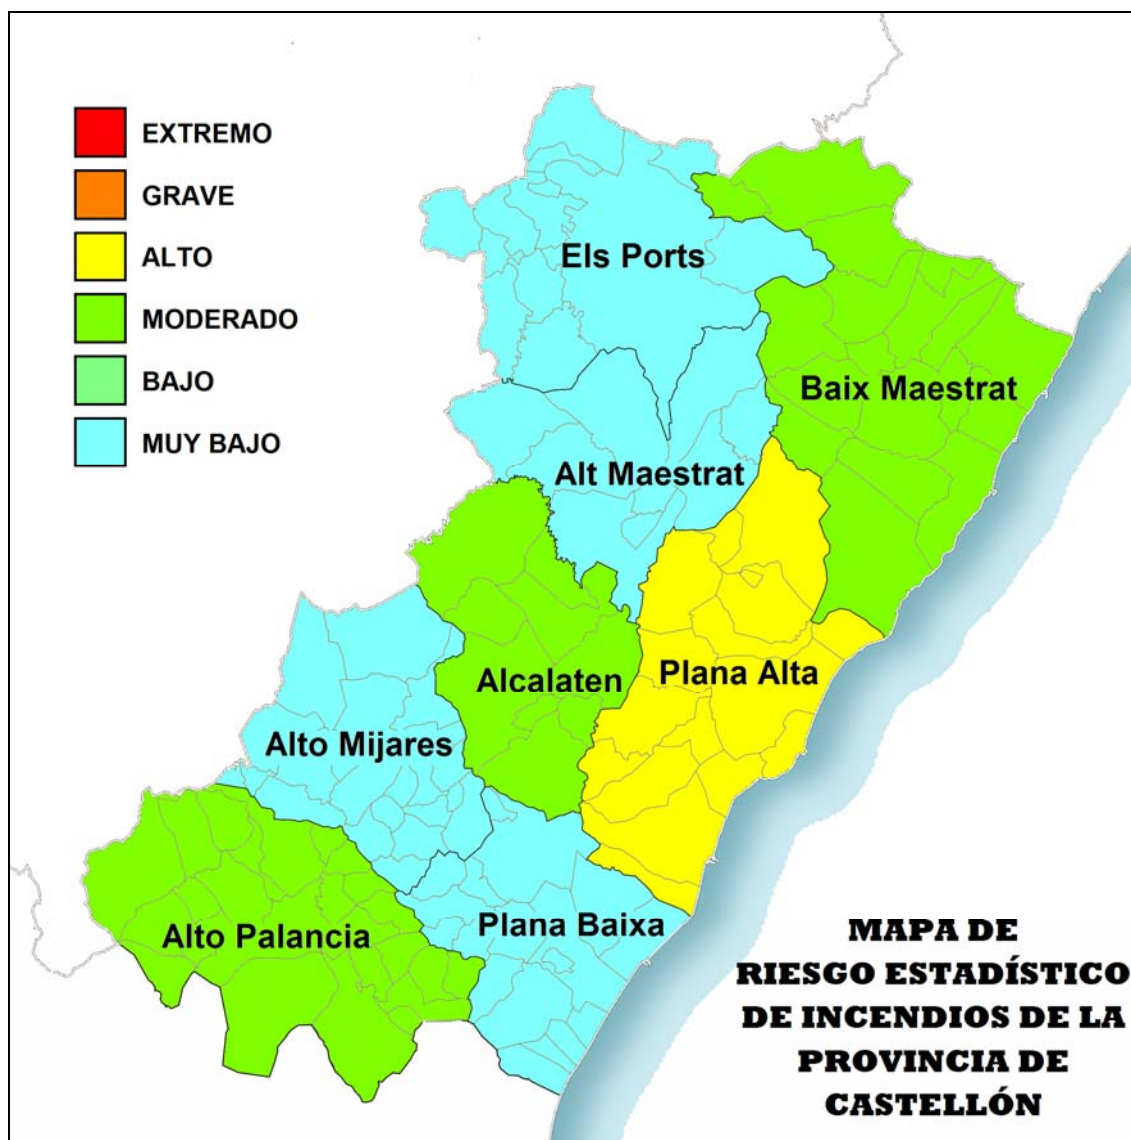 EXTREMO
GRAVE
ALTO
MODERADO
BAJO
MUY BAJO
Els Ports
Baix Maestrat
Alt Maestrat
Alcalaten
Plana Alta
Alto Mijares
Plana Baixa
Alto Palancia
MAPA DE
RIESGO ESTADÍSTICO
DE INCENDIOS DE LA
PROVINCIA DE
CASTELLÓN